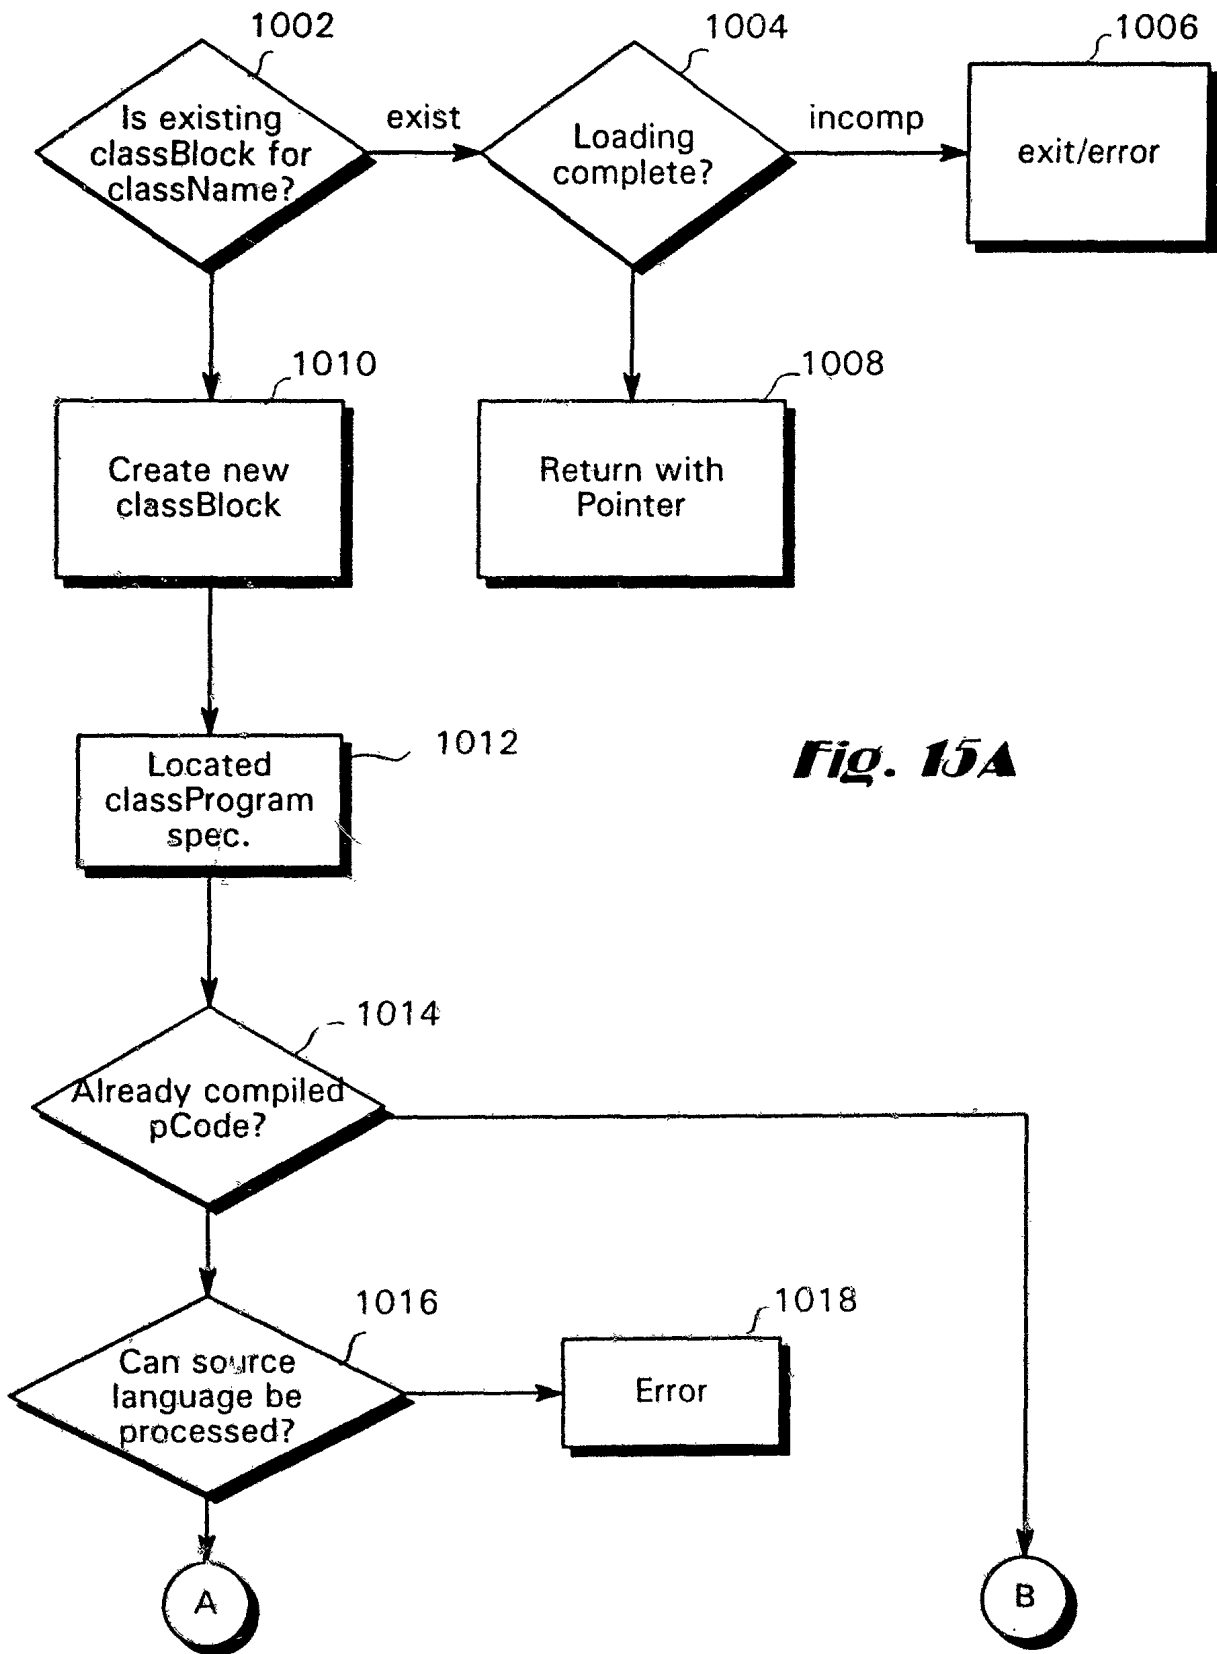 1002
Is existing
classBlock for
className?
exist
1004
Loading
complete?
incomp
1006
exit/error
1010
Create new
classBlock
1008
Return with
Pointer
1012
Located
classProgram
spec.
Fig. 15A
1014
Already compiled
pCode?
1016
Can source
language be
processed?
1018
Error
A
B